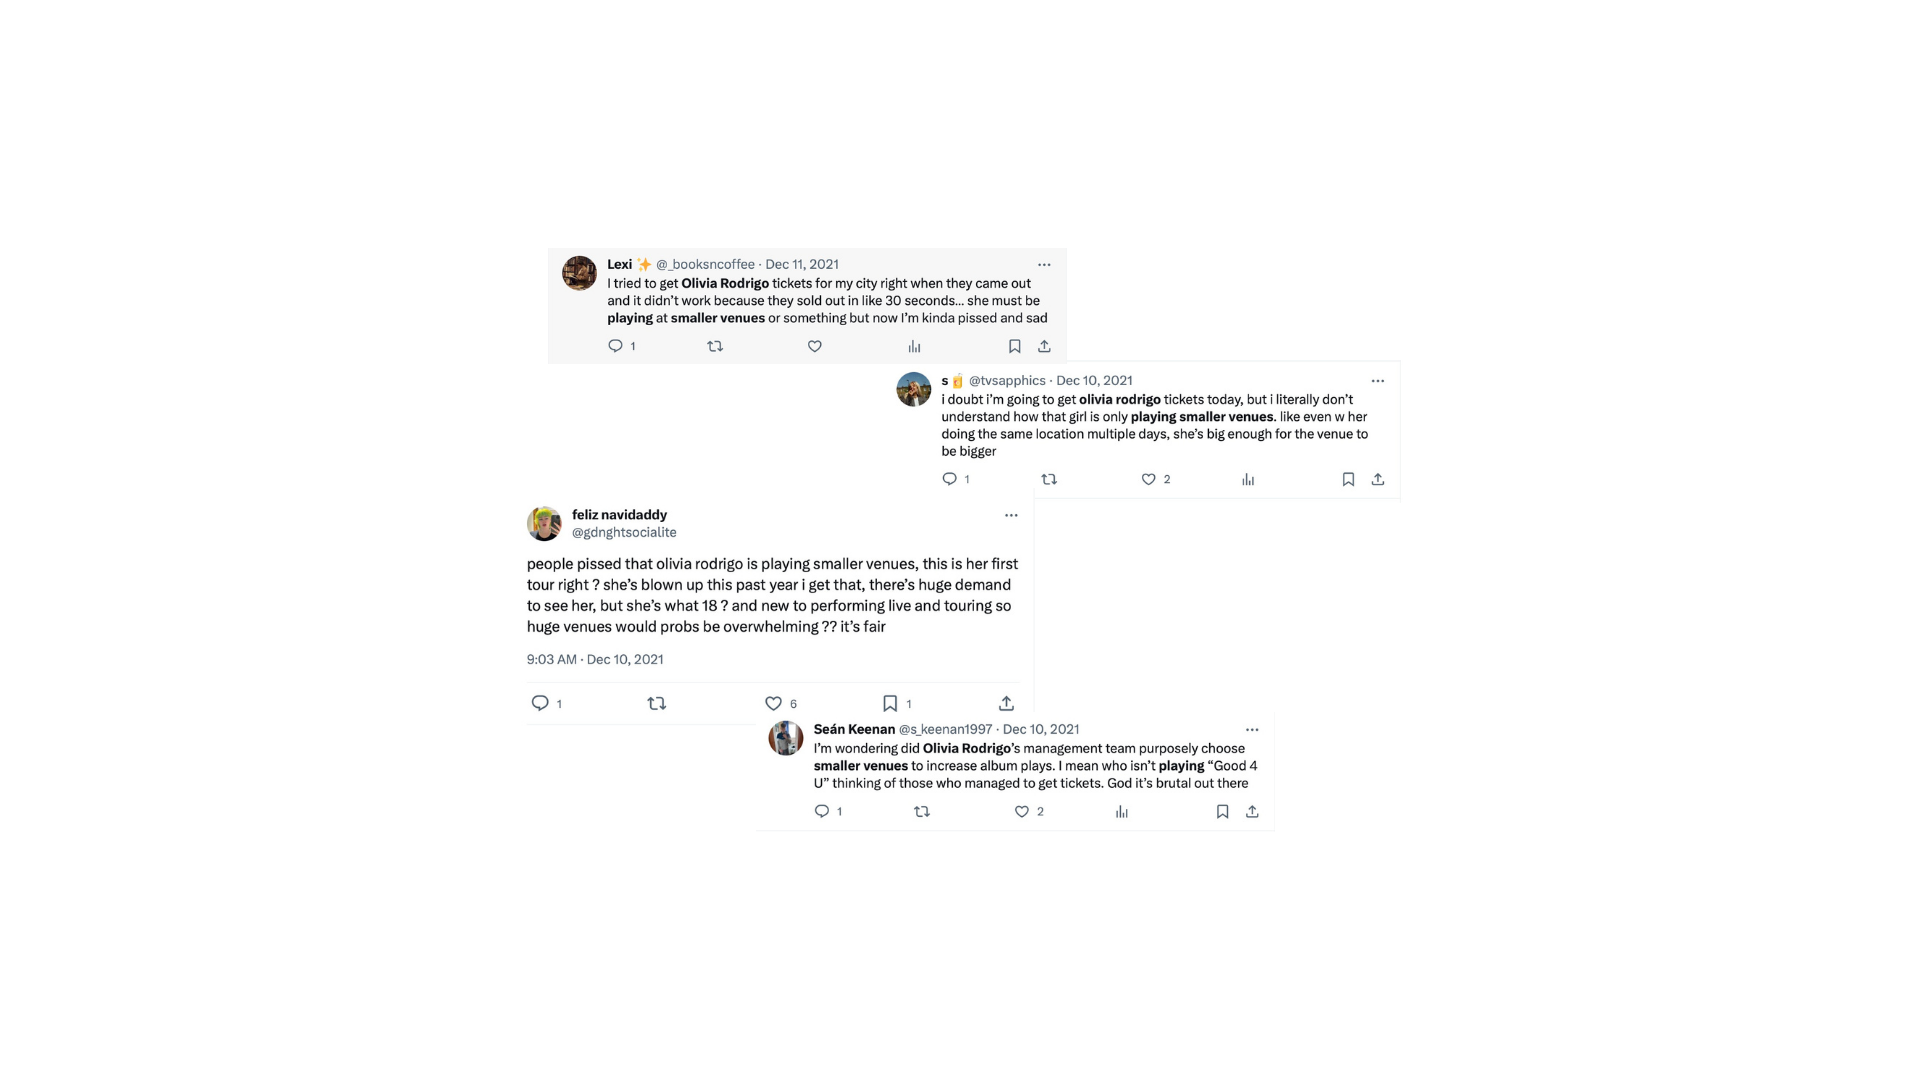 Lexi ✨ @_booksncoffee · Dec 11, 2021
I tried to get Olivia Rodrigo tickets for my city right when they came out
and it didn't work because they sold out in like 30 seconds... she must be
playing at smaller venues or something but now I'm kinda pissed and sad
1
s 🧋 @tvsapphics · Dec 10, 2021
i doubt i'm going to get olivia rodrigo tickets today, but i literally don't
understand how that girl is only playing smaller venues. like even w her
doing the same location multiple days, she's big enough for the venue to
be bigger
1 2
feliz navidaddy
@gdnghtsocialite
people pissed that olivia rodrigo is playing smaller venues, this is her first
tour right ? she's blown up this past year i get that, there's huge demand
to see her, but she's what 18 ? and new to performing live and touring so
huge venues would probs be overwhelming ?? it's fair
9:03 AM · Dec 10, 2021
1 6 1
Seán Keenan @s_keenan1997 · Dec 10, 2021
I'm wondering did Olivia Rodrigo's management team purposely choose
smaller venues to increase album plays. I mean who isn't playing “Good 4
U” thinking of those who managed to get tickets. God it's brutal out there
1 2